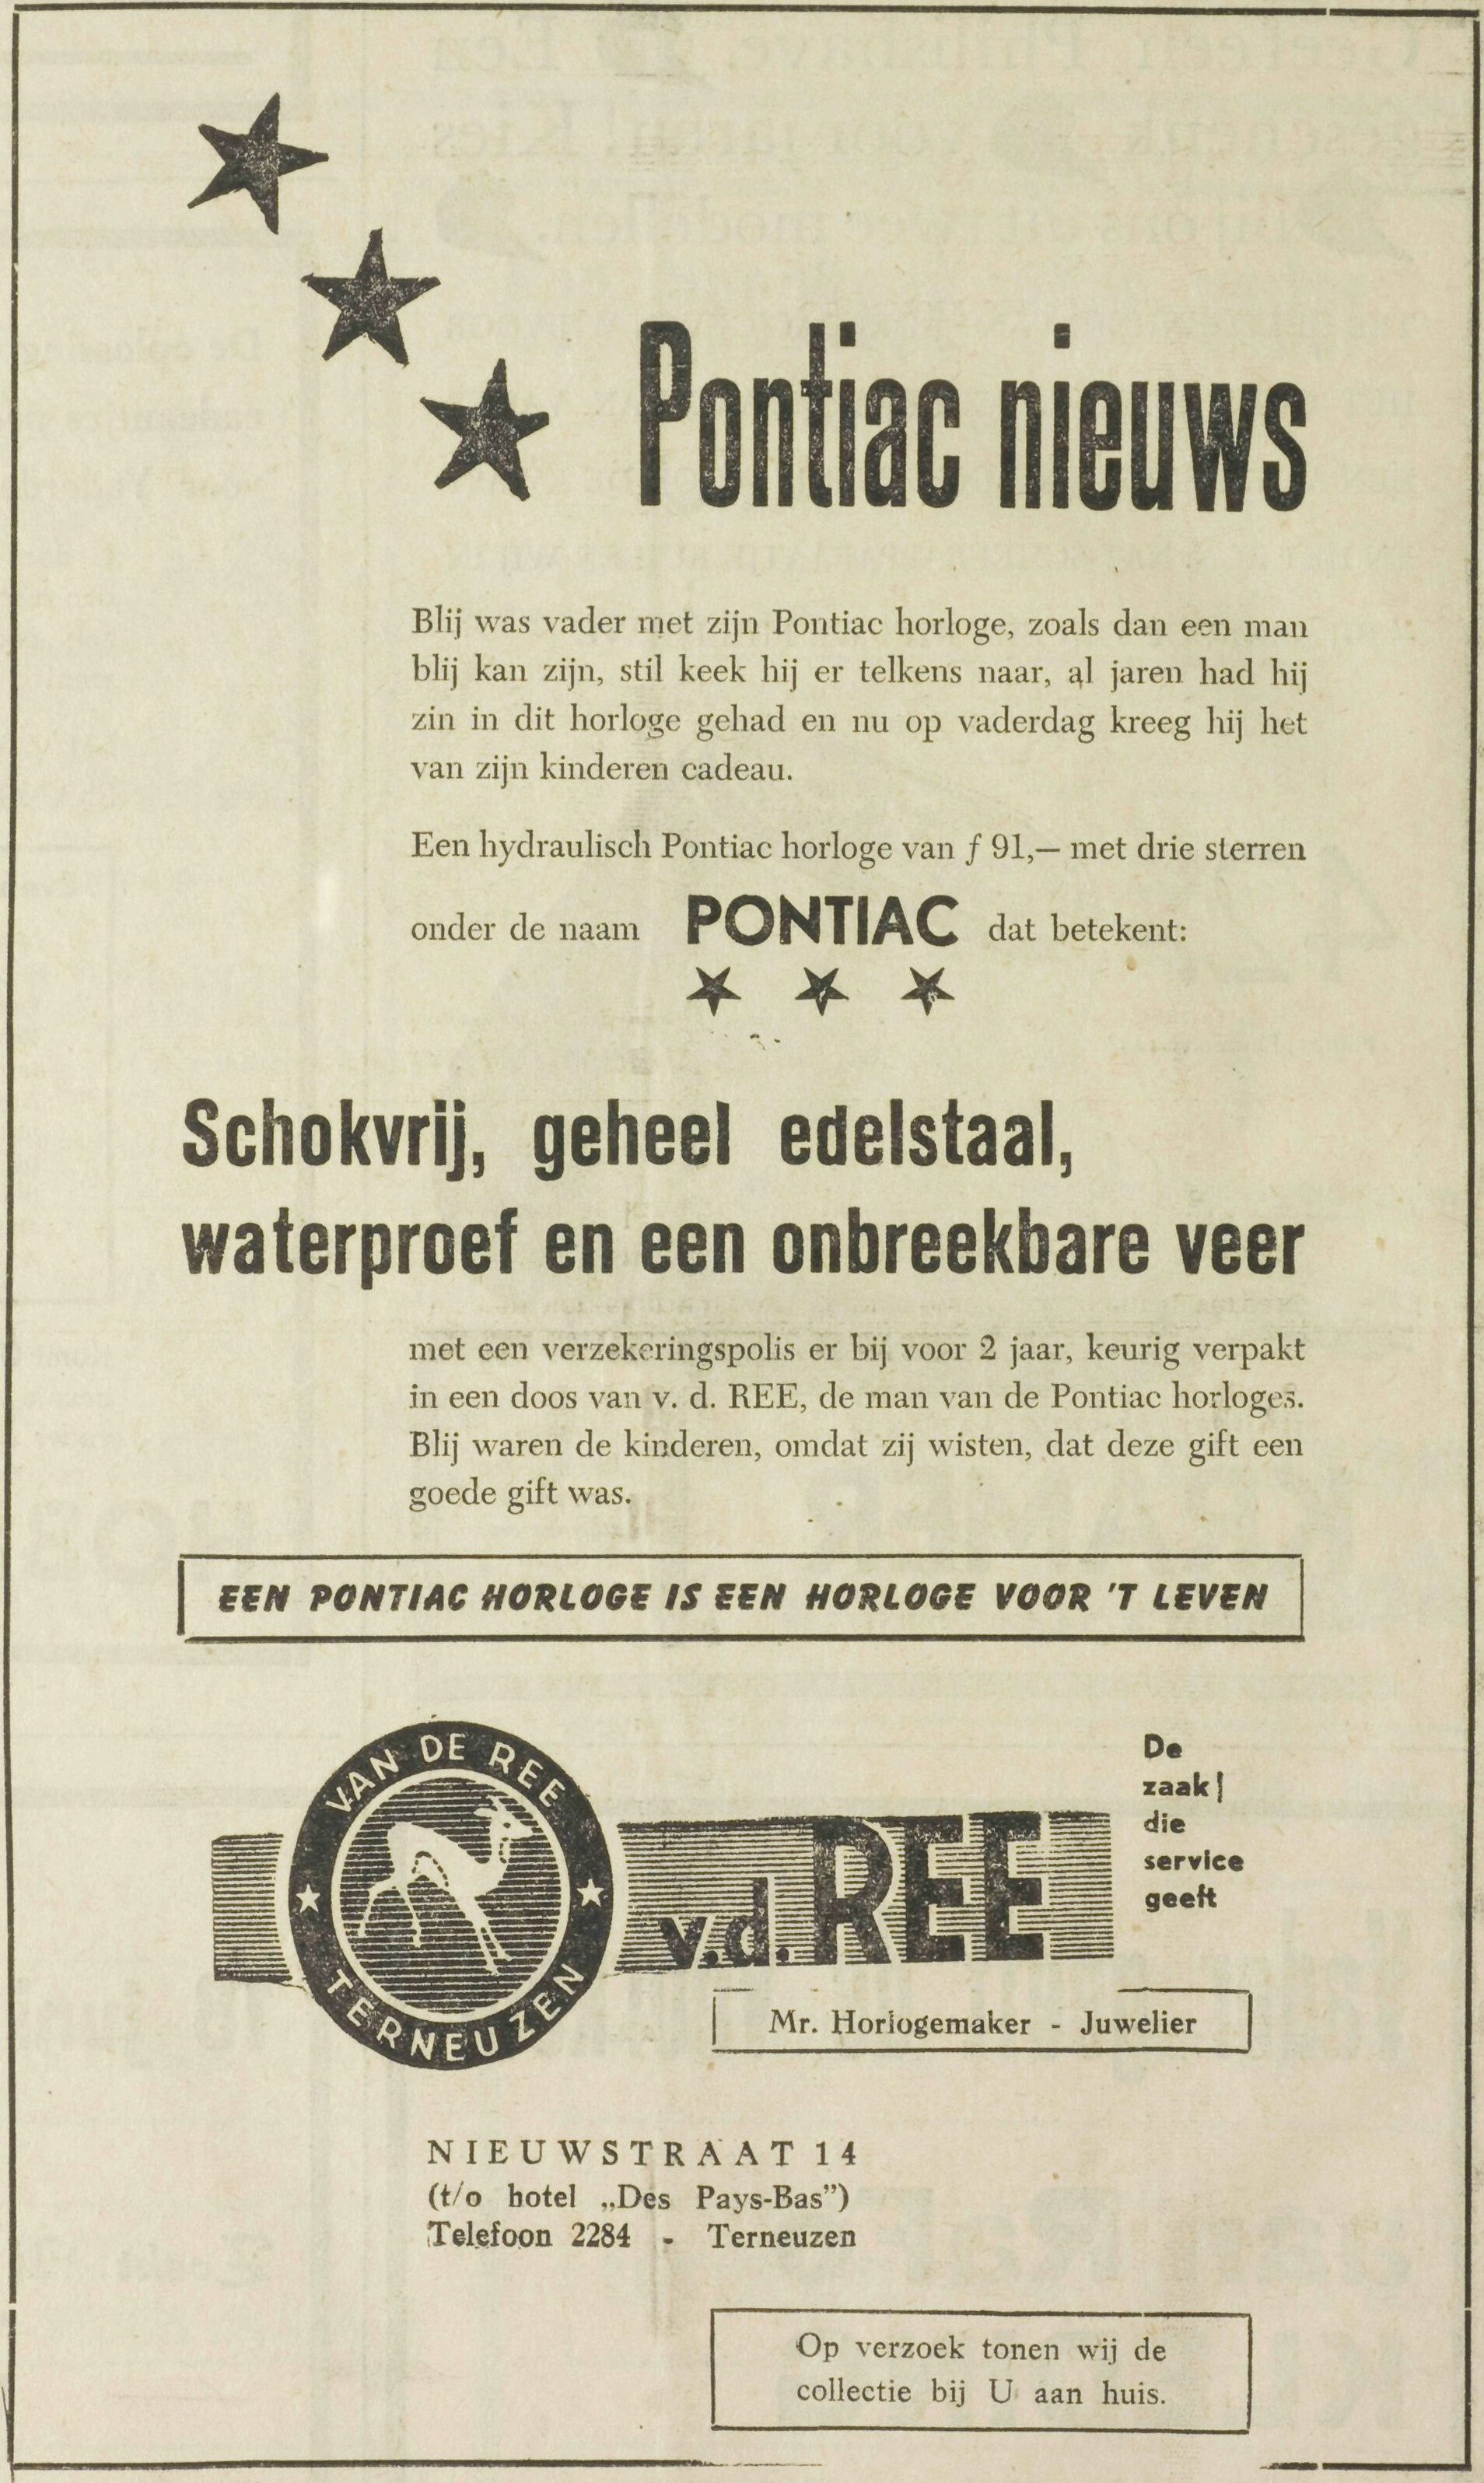 Pontiac nieuws
Blij was vader met zijn Pontiac horloge, zoals dan een man
blij kan zijn, stil keek hij er telkens naar, al jaren had hij
zin in dit horloge gehad en nu op vaderdag kreeg hij het
van zijn kinderen cadeau.
Een hydraulisch Pontiac horloge van ƒ 91,— met drie sterren
onder de naam PONTIAC dat betekent:
Schokvrij, geheel edelstaal,
waterproef en een onbreekbare veer
met een verzekeringspolis er bij voor 2 jaar, keurig verpakt
in een doos van v. d. REE, de man van de Pontiac horloges.
Blij waren de kinderen, omdat zij wisten, dat deze gift een
goede gift was.
EEN PONTIAC HORLOGE IS EEN HORLOGE VOOR 'T LEVEN
VAN DE REE
TERNEUZEN
v.d. REE
De
zaak
die
service
geeft
Mr. Horlogemaker - Juwelier
NIEUWSTRAAT 14
(t/o hotel „Des Pays-Bas”)
Telefoon 2284 - Terneuzen
Op verzoek tonen wij de
collectie bij U aan huis.